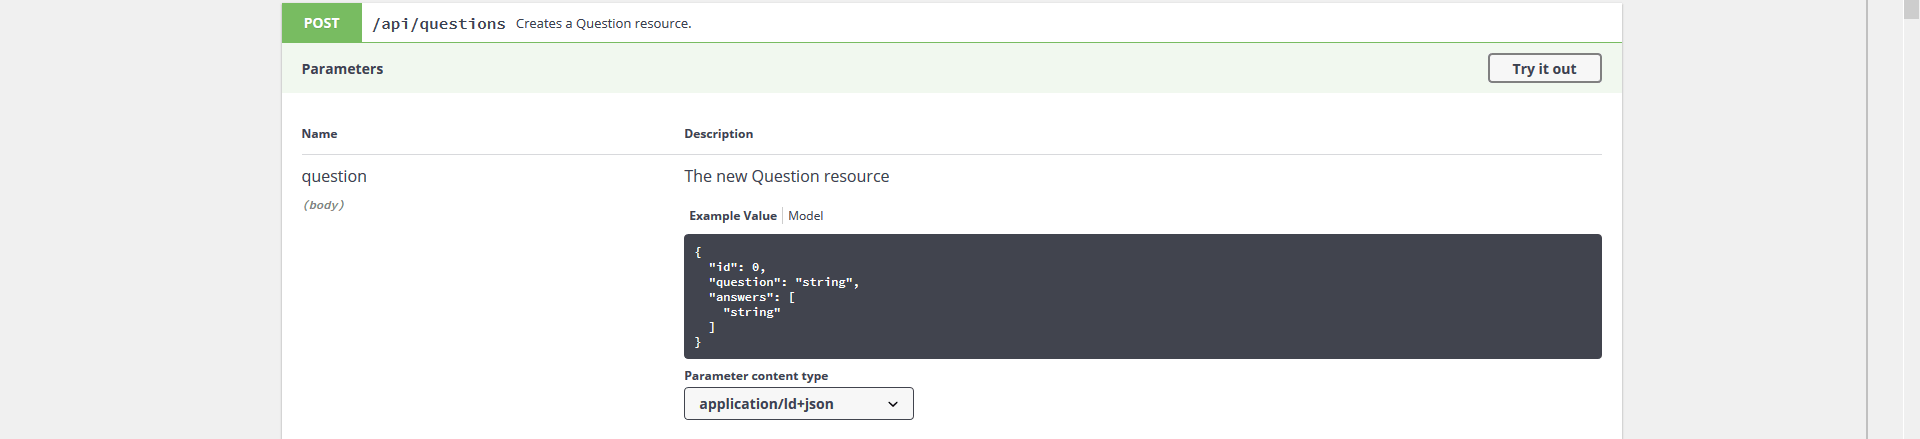 POST /api/questions Creates a Question resource.
Parameters Try it out
Name Description
question The new Question resource
(body)
Example Value Model
{
"id": 0,
"question": "string",
"answers": [
"string"
]
}
Parameter content type
application/ld+json